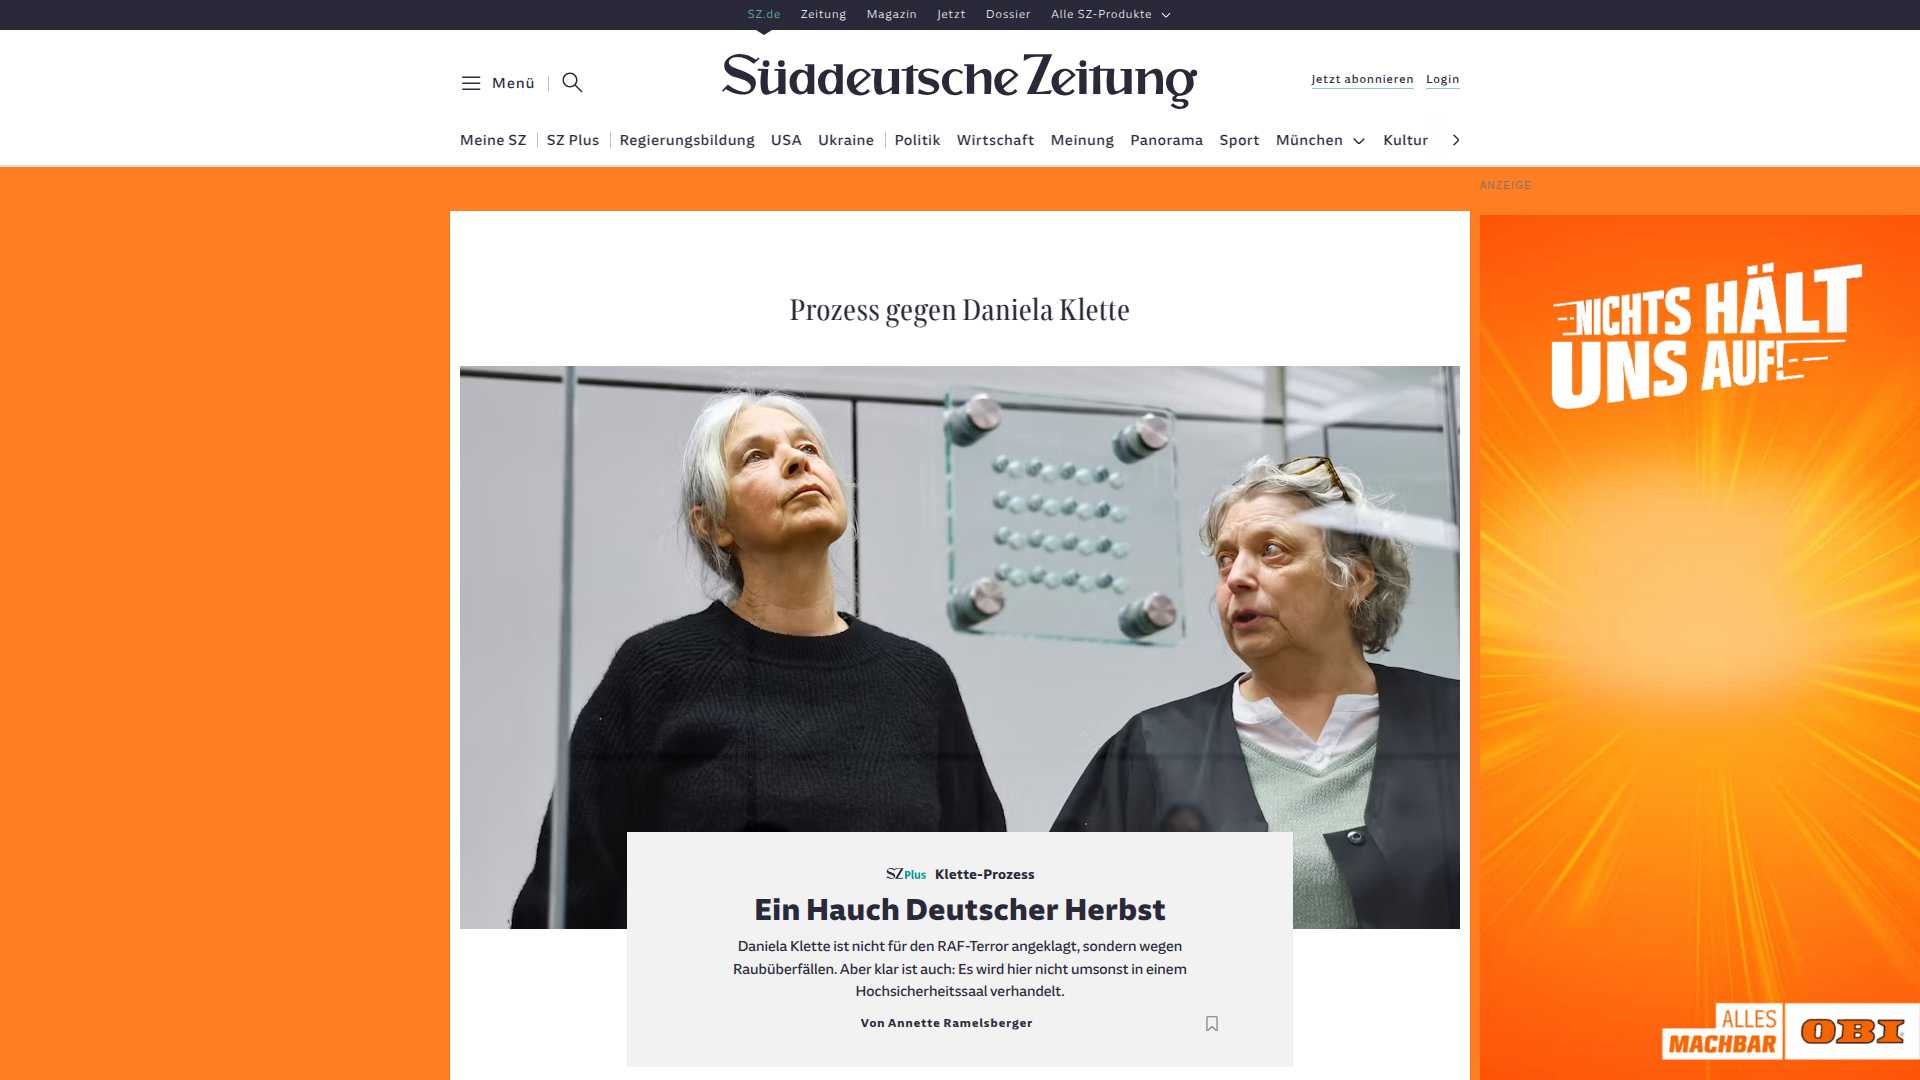 SZ.de Zeitung Magazin Jetzt Dossier Alle SZ-Produkte
Menü
Süddeutsche Zeitung
Jetzt abonnieren Login
Meine SZ SZ Plus Regierungsbildung USA Ukraine Politik Wirtschaft Meinung Panorama Sport München Kultur
ANZEIGE
Prozess gegen Daniela Klette
NICHTS HÄLT
UNS AUF!
SZ Plus Klette-Prozess
Ein Hauch Deutscher Herbst
Daniela Klette ist nicht für den RAF-Terror angeklagt, sondern wegen
Raubüberfällen. Aber klar ist auch: Es wird hier nicht umsonst in einem
Hochsicherheitssaal verhandelt.
Von Annette Ramelsberger
ALLES
MACHBAR
OBI